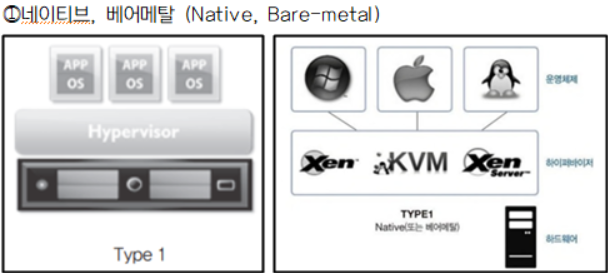 ①네이티브, 베어메탈 (Native, Bare-metal)
APP OS
APP OS
APP OS
Hypervisor
Type 1
운영체제
Xen KVM Xen Server™
하이퍼바이저
TYPE1
Native(또는 베어메탈)
하드웨어